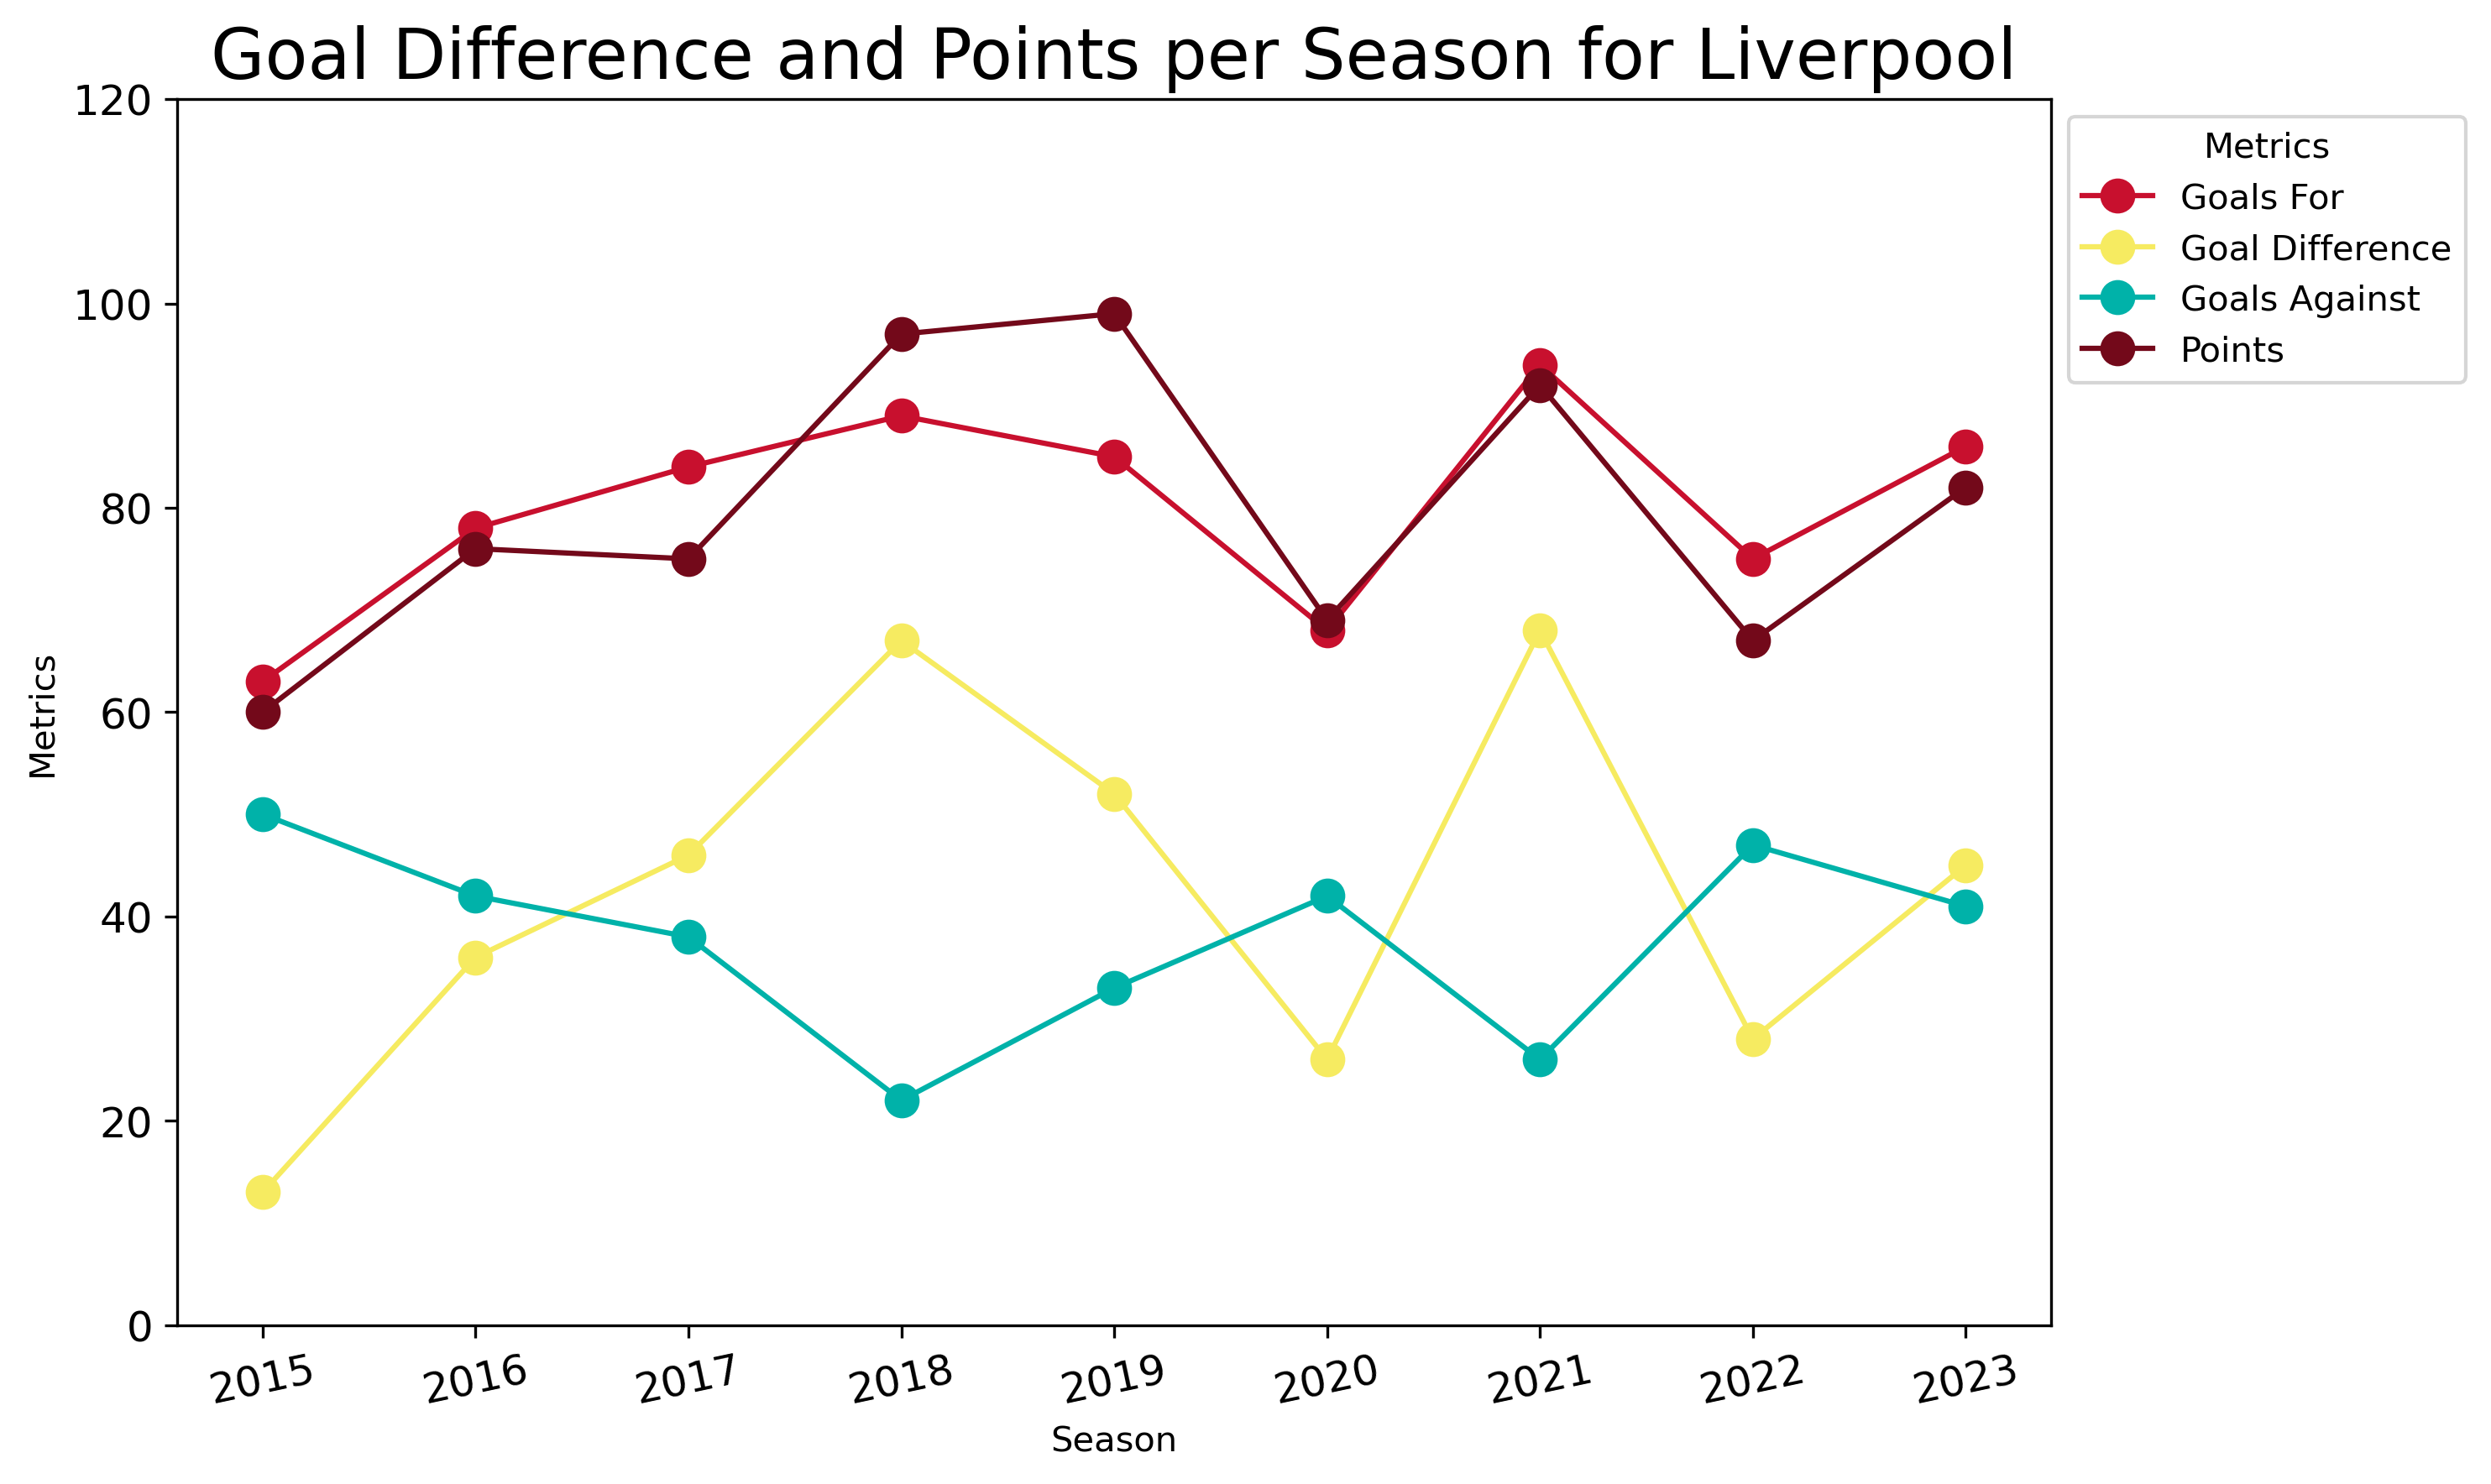 Goal Difference and Points per Season for Liverpool
120
100
80
60
40
20
0
Metrics
2015 2016 2017 2018 2019 2020 2021 2022 2023
Season
Metrics
Goals For
Goal Difference
Goals Against
Points